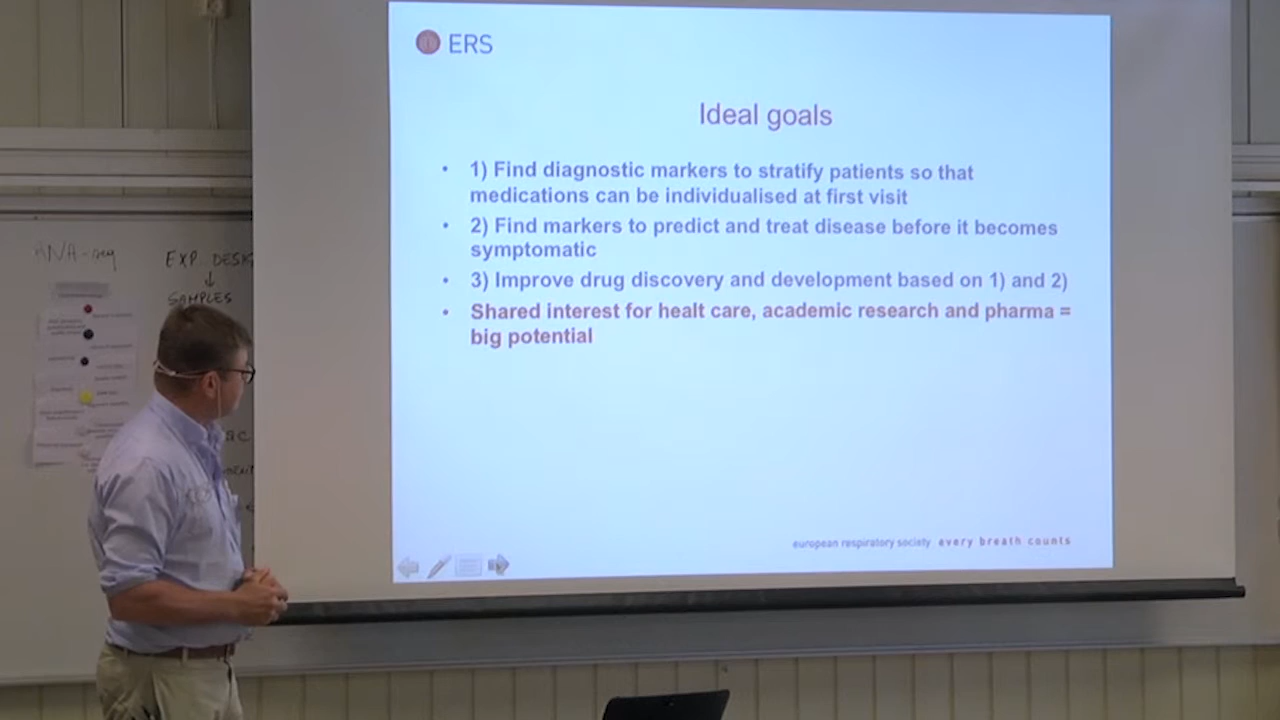 ERS
Ideal goals
• 1) Find diagnostic markers to stratify patients so that
medications can be individualised at first visit
• 2) Find markers to predict and treat disease before it becomes
symptomatic
• 3) Improve drug discovery and development based on 1) and 2)
• Shared interest for healt care, academic research and pharma =
big potential
european respiratory society every breath counts
RNA-seq
EXP. DESIG
↓
SAMPLES